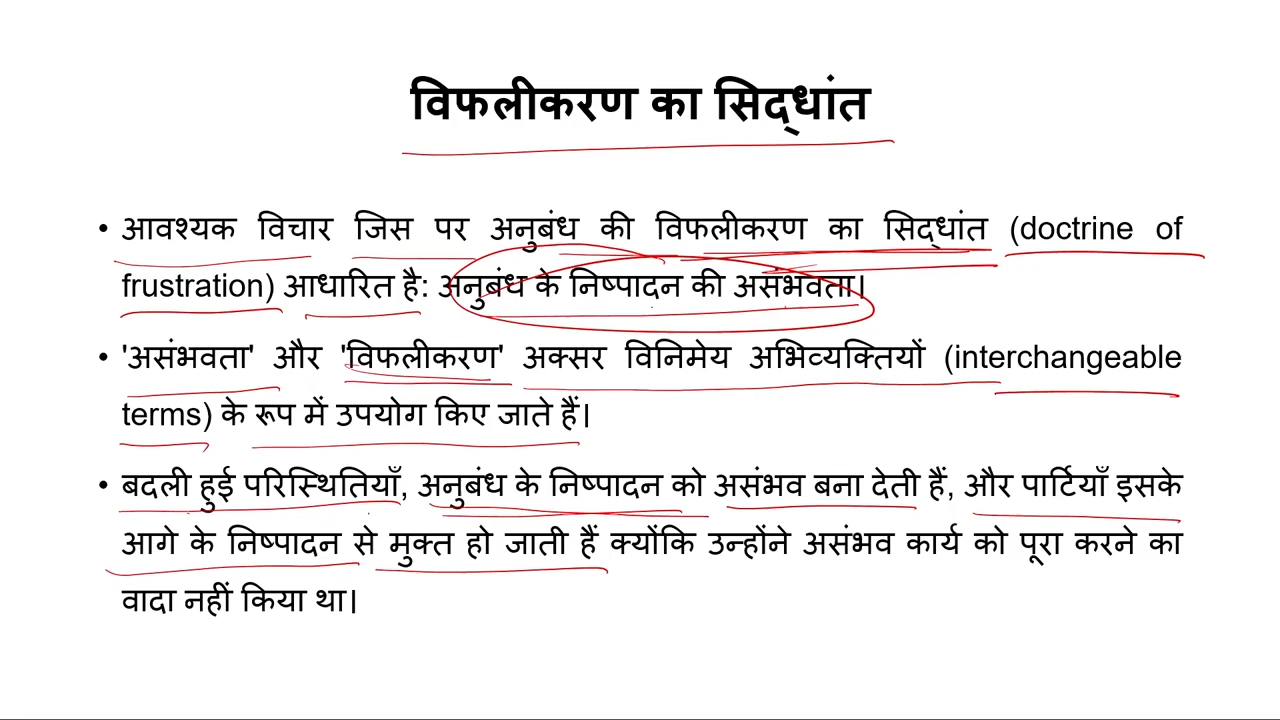 विफलीकरण का सिद्धांत
• आवश्यक विचार जिस पर अनुबंध की विफलीकरण का सिद्धांत (doctrine of
frustration) आधारित है: अनुबंध के निष्पादन की असंभवता।
• 'असंभवता' और 'विफलीकरण' अक्सर विनिमेय अभिव्यक्तियों (interchangeable
terms) के रूप में उपयोग किए जाते हैं।
• बदली हुई परिस्थितियाँ, अनुबंध के निष्पादन को असंभव बना देती हैं, और पार्टियाँ इसके
आगे के निष्पादन से मुक्त हो जाती हैं क्योंकि उन्होंने असंभव कार्य को पूरा करने का
वादा नहीं किया था।